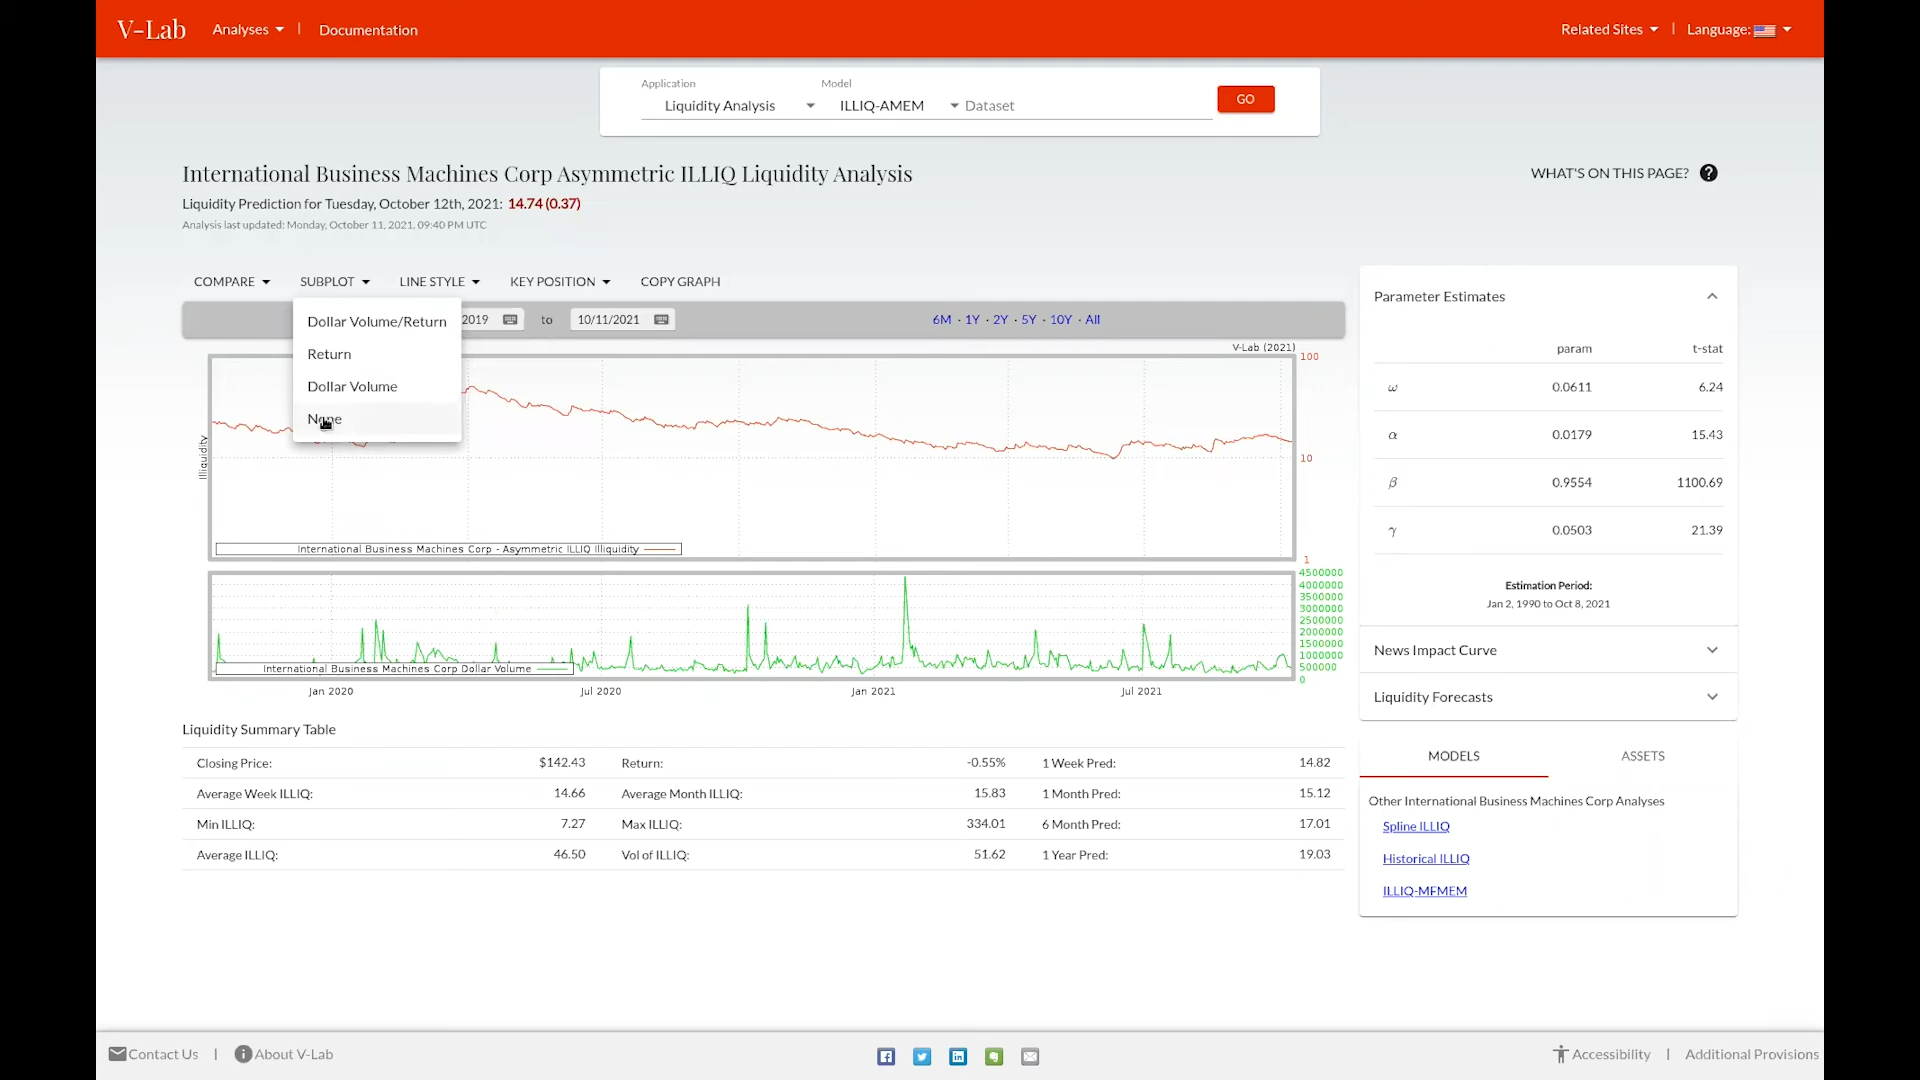 V-Lab Analyses | Documentation Related Sites | Language:
Application Model
Liquidity Analysis ILLIQ-AMEM Dataset GO
International Business Machines Corp Asymmetric ILLIQ Liquidity Analysis WHAT'S ON THIS PAGE? ?
Liquidity Prediction for Tuesday, October 12th, 2021: 14.74 (0.37)
Analysis last updated: Monday, October 11, 2021, 09:40 PM UTC
COMPARE SUBPLOT LINE STYLE KEY POSITION COPY GRAPH
Dollar Volume/Return
Return
Dollar Volume
None
2019 to 10/11/2021 6M · 1Y · 2Y · 5Y · 10Y · All
V-Lab (2021)
100
10
1
Illiquidity
International Business Machines Corp - Asymmetric ILLIQ Illiquidity
4500000
4000000
3500000
3000000
2500000
2000000
1500000
1000000
500000
0
International Business Machines Corp Dollar Volume
Jan 2020 Jul 2020 Jan 2021 Jul 2021
Liquidity Summary Table
Closing Price: $142.43 Return: -0.55% 1 Week Pred: 14.82
Average Week ILLIQ: 14.66 Average Month ILLIQ: 15.83 1 Month Pred: 15.12
Min ILLIQ: 7.27 Max ILLIQ: 334.01 6 Month Pred: 17.01
Average ILLIQ: 46.50 Vol of ILLIQ: 51.62 1 Year Pred: 19.03
Parameter Estimates
param t-stat
ω 0.0611 6.24
α 0.0179 15.43
β 0.9554 1100.69
γ 0.0503 21.39
Estimation Period:
Jan 2, 1990 to Oct 8, 2021
News Impact Curve
Liquidity Forecasts
MODELS ASSETS
Other International Business Machines Corp Analyses
Spline ILLIQ
Historical ILLIQ
ILLIQ-MFMEM
Contact Us | About V-Lab Accessibility | Additional Provisions